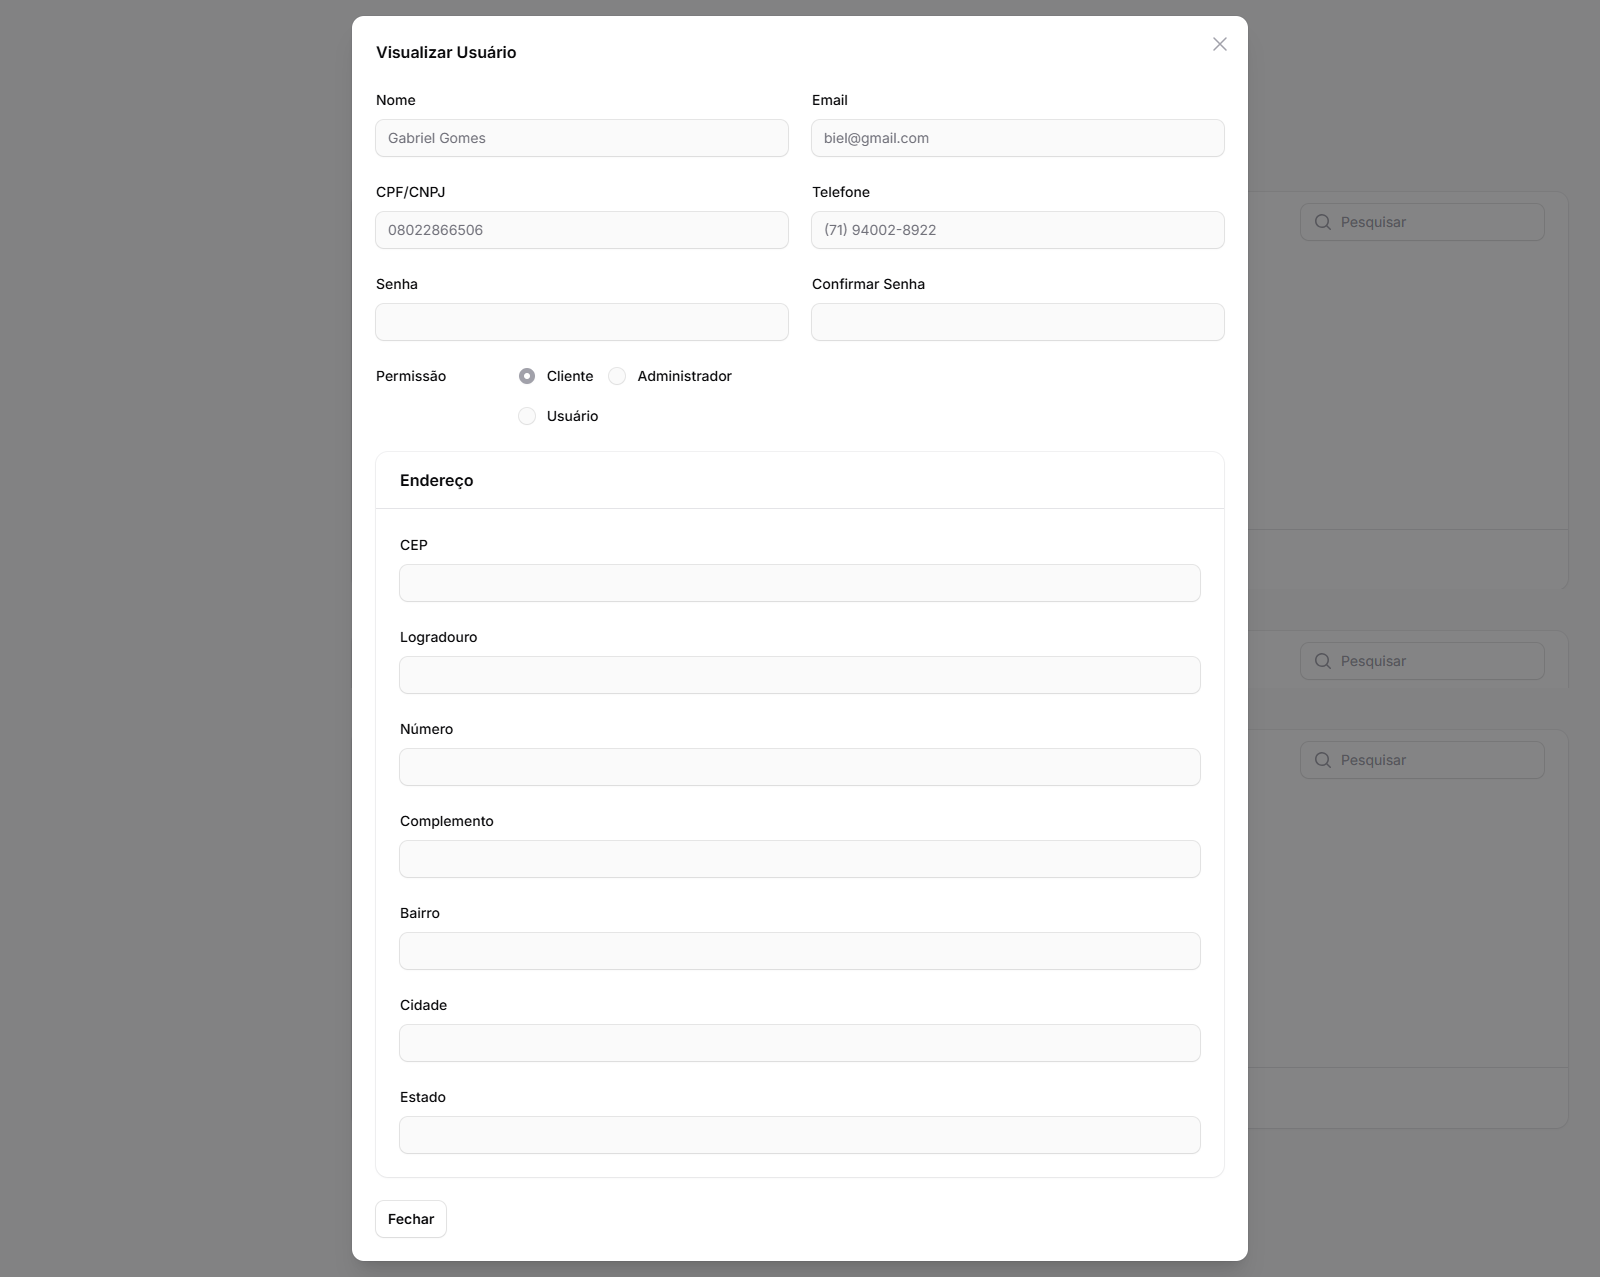 Visualizar Usuário
Nome
Email
Gabriel Gomes
biel@gmail.com
CPF/CNPJ
Telefone
08022866506
(71) 94002-8922
Senha
Confirmar Senha
Permissão
Cliente
Administrador
Usuário
Endereço
CEP
Logradouro
Número
Complemento
Bairro
Cidade
Estado
Fechar
Pesquisar
Pesquisar
Pesquisar